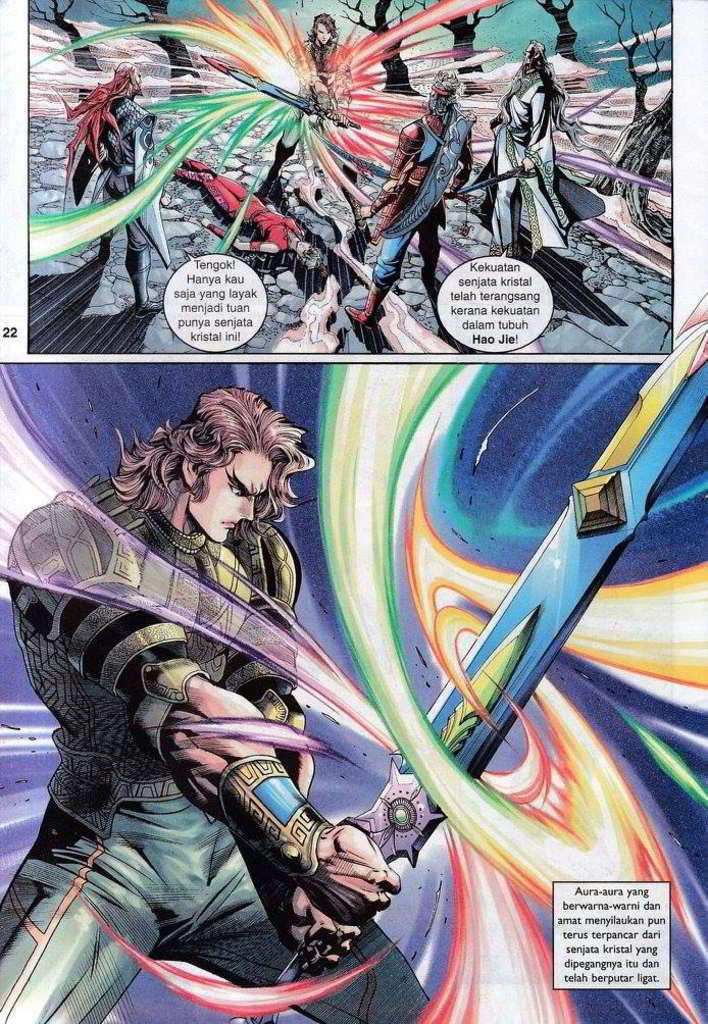 Tengok!
Hanya kau
saja yang layak
menjadi tuan
punya senjata
kristal ini!
Kekuatan
senjata kristal
telah terangsang
kerana kekuatan
dalam tubuh
Hao Jie!
22
Aura-aura yang
berwarna-warni dan
amat menyilaukan pun
terus terpancar dari
senjata kristal yang
dipegangnya itu dan
telah berputar ligat.